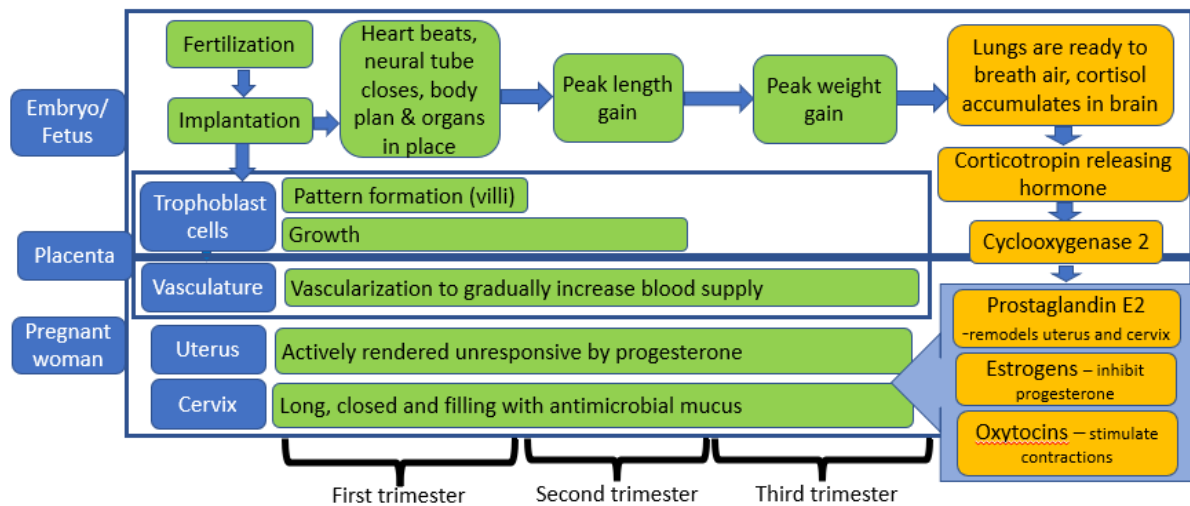 Fertilization
Implantation
Heart beats,
neural tube
closes, body
plan & organs
in place
Peak length
gain
Peak weight
gain
Lungs are ready to
breath air, cortisol
accumulates in brain
Embryo/
Fetus
Corticotropin releasing
hormone
Cyclooxygenase 2
Trophoblast
cells
Pattern formation (villi)
Growth
Placenta
Vasculature
Vascularization to gradually increase blood supply
Pregnant
woman
Uterus
Actively rendered unresponsive by progesterone
Cervix
Long, closed and filling with antimicrobial mucus
Prostaglandin E2
-remodels uterus and cervix
Estrogens – inhibit
progesterone
Oxytocins – stimulate
contractions
First trimester
Second trimester
Third trimester